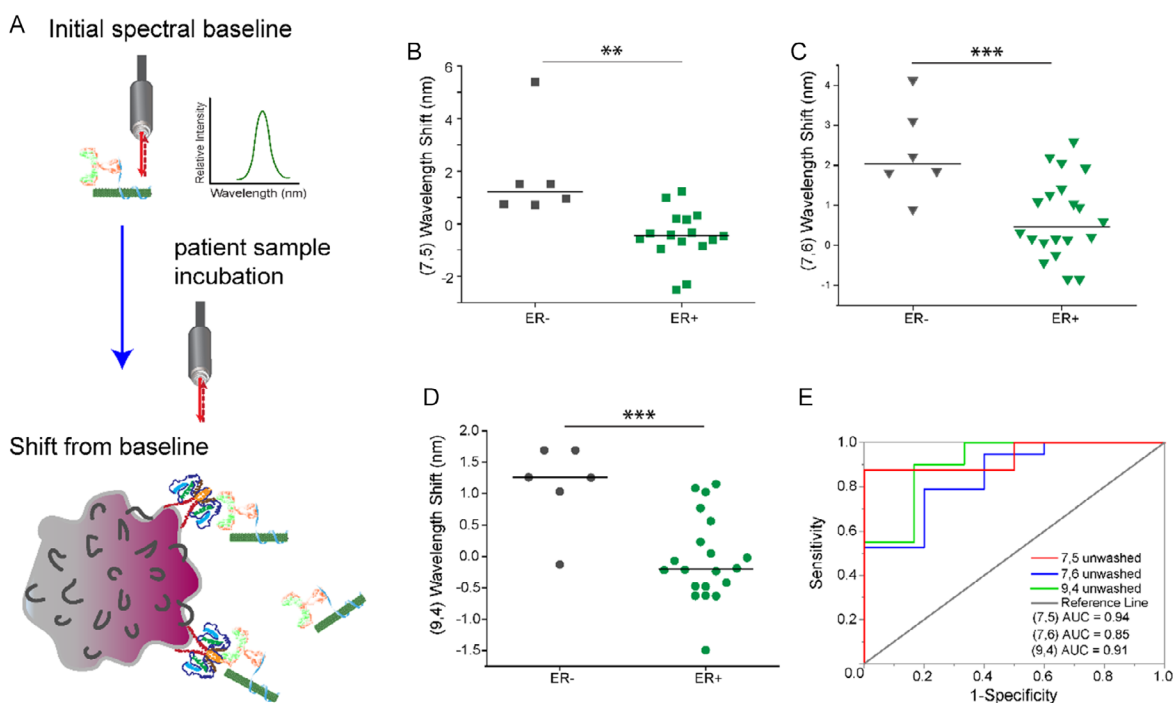 A
Initial spectral baseline
Relative Intensity
Wavelength (nm)
patient sample
incubation
Shift from baseline
B
**
(7,5) Wavelength Shift (nm)
6
4
2
0
-2
ER-
ER+
C
***
(7,6) Wavelength Shift (nm)
4
3
2
1
0
-1
ER-
ER+
D
***
(9,4) Wavelength Shift (nm)
2.0
1.5
1.0
0.5
-0.0
-0.5
-1.0
-1.5
ER-
ER+
E
Sensitivity
1.0
0.8
0.6
0.4
0.2
0
0.2
0.4
0.6
0.8
1.0
1-Specificity
7,5 unwashed
7,6 unwashed
9,4 unwashed
Reference Line
(7,5) AUC = 0.94
(7,6) AUC = 0.85
(9,4) AUC = 0.91